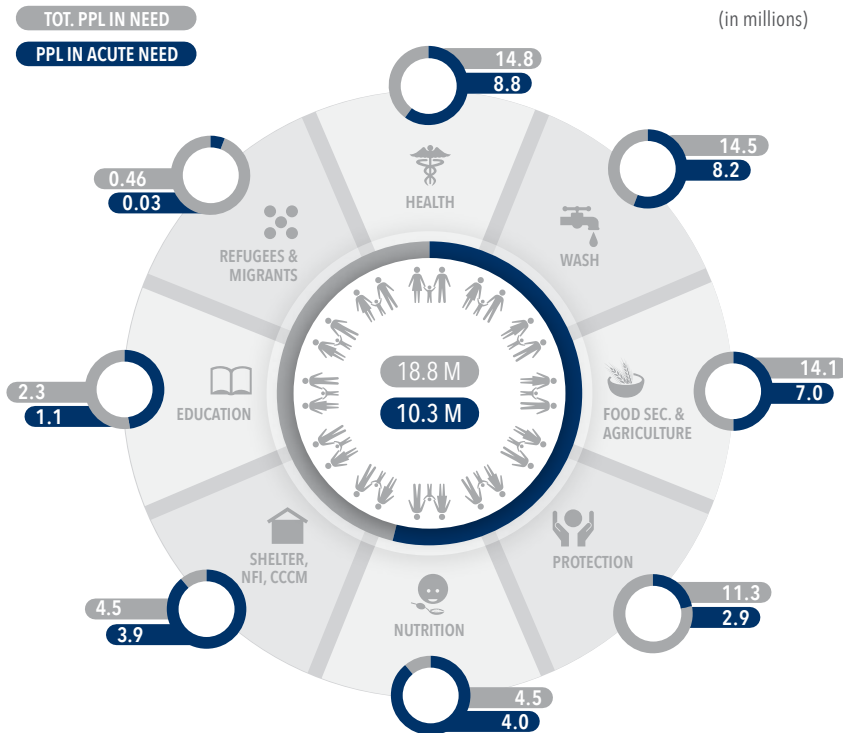 TOT. PPL IN NEED
(in millions)
PPL IN ACUTE NEED
14.8
8.8
HEALTH
14.5
8.2
WASH
14.1
7.0
FOOD SEC. &
AGRICULTURE
11.3
2.9
PROTECTION
4.5
4.0
NUTRITION
4.5
3.9
SHELTER,
NFI, CCCM
2.3
1.1
EDUCATION
0.46
0.03
REFUGEES &
MIGRANTS
18.8 M
10.3 M